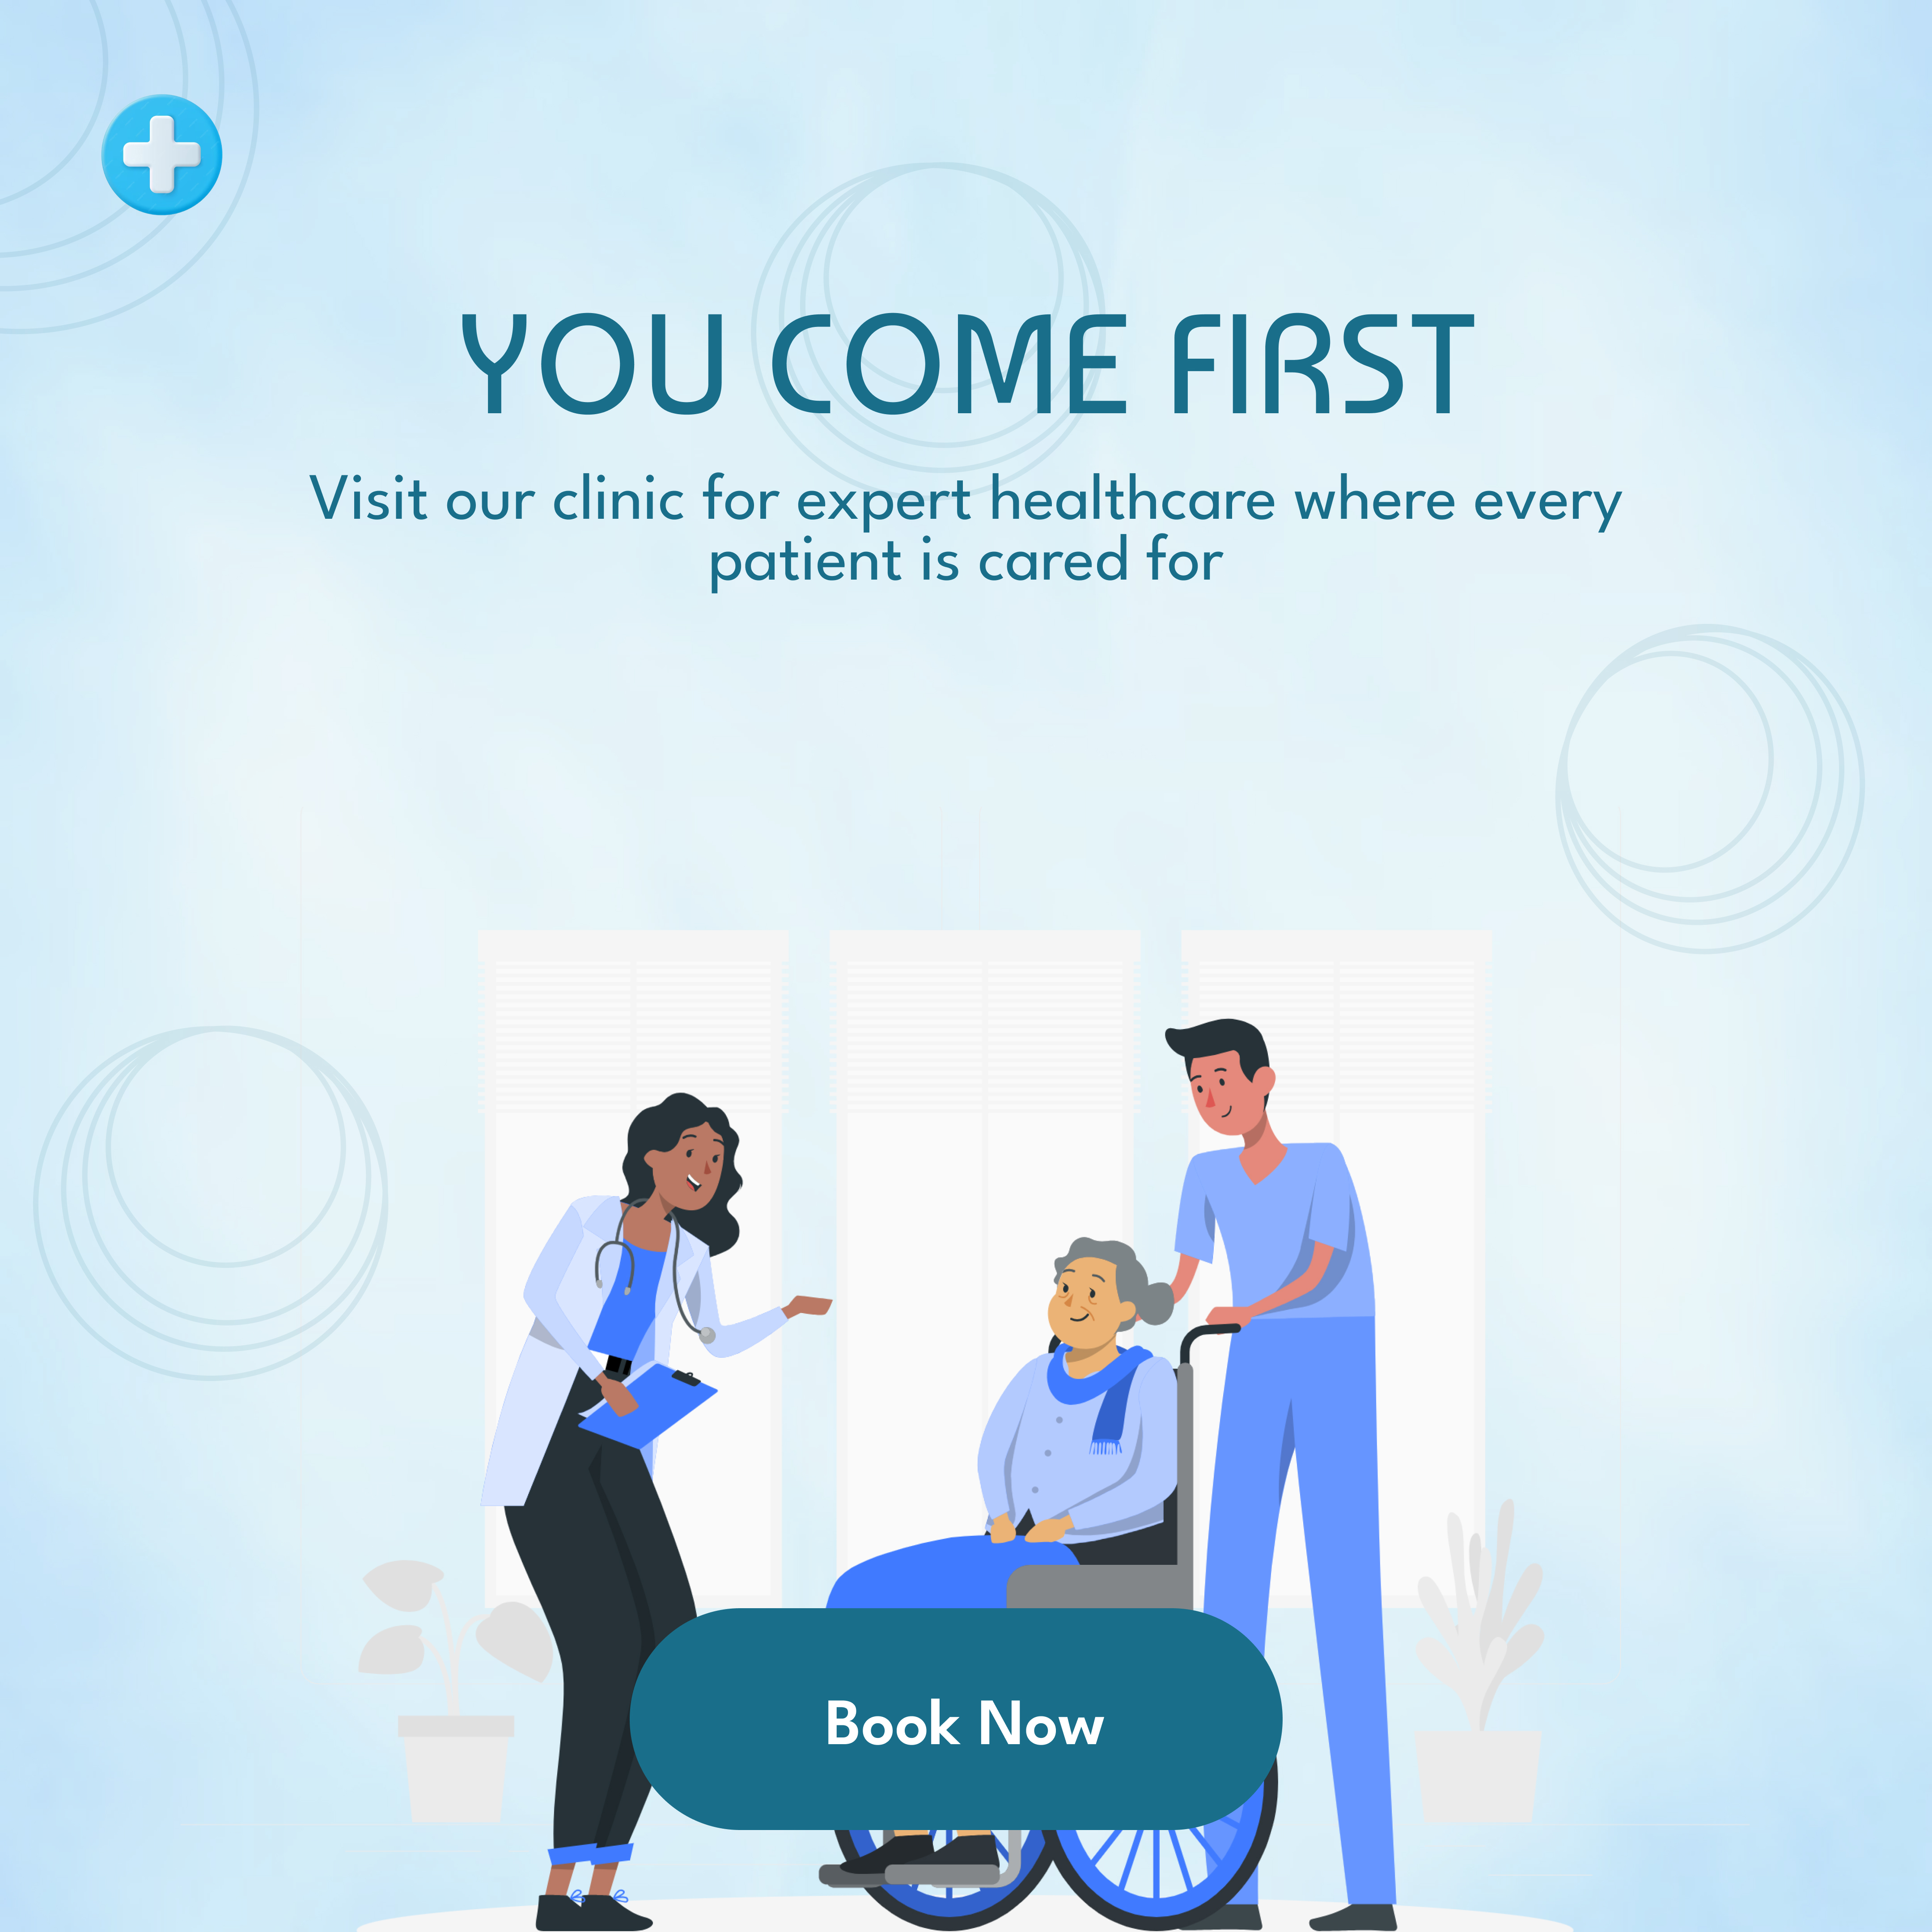 YOU COME FIRST
Visit our clinic for expert healthcare where every
patient is cared for
Book Now